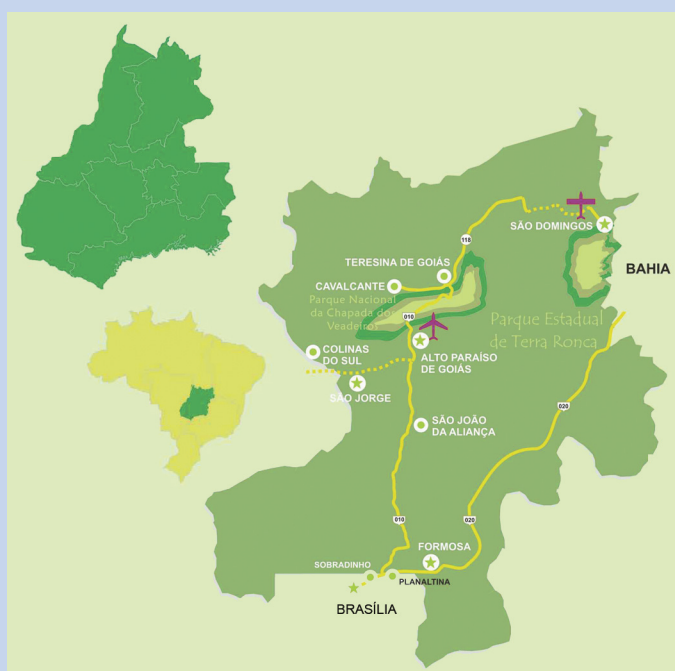 SÃO DOMINGOS
118
BAHIA
TERESINA DE GOIÁS
CAVALCANTE
Parque Nacional
da Chapada do
Veadeiros
010
Parque Estadual
de Terra Ronca
COLINAS
DO SUL
ALTO PARAÍSO
DE GOIÁS
SÃO JORGE
020
SÃO JOÃO
DA ALIANÇA
010
020
FORMOSA
SOBRADINHO
PLANALTINA
BRASÍLIA